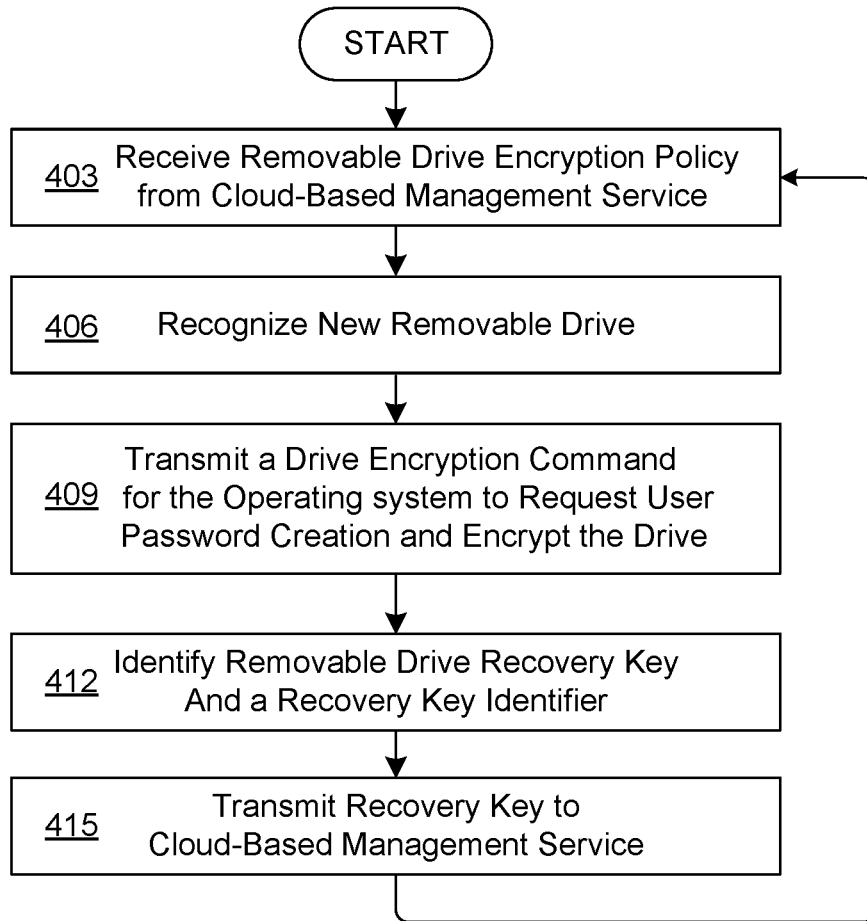 START
403 Receive Removable Drive Encryption Policy
from Cloud-Based Management Service
406 Recognize New Removable Drive
Transmit a Drive Encryption Command
409 for the Operating system to Request User
Password Creation and Encrypt the Drive
412 Identify Removable Drive Recovery Key
And a Recovery Key Identifier
415 Transmit Recovery Key to
Cloud-Based Management Service